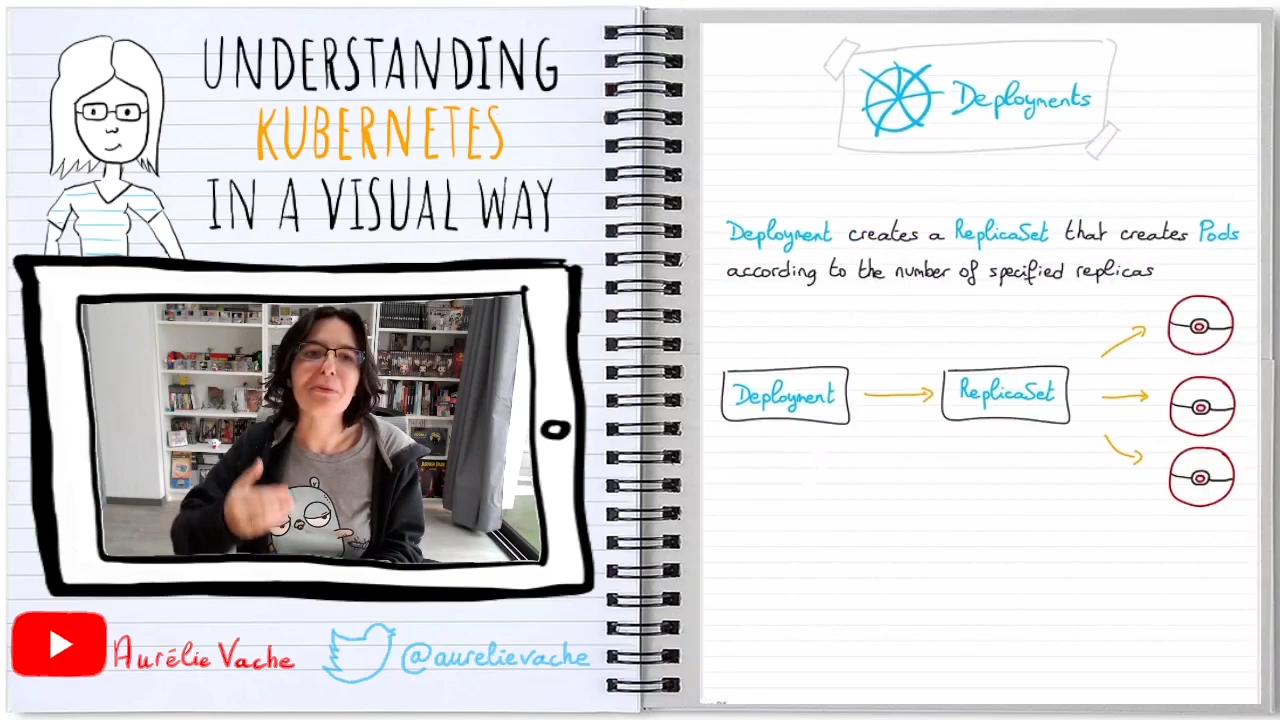 UNDERSTANDING
KUBERNETES
IN A VISUAL WAY
Aurélie Vache
@aurelievache
Deployments
Deployment creates a ReplicaSet that creates Pods
according to the number of specified replicas
Deployment
ReplicaSet